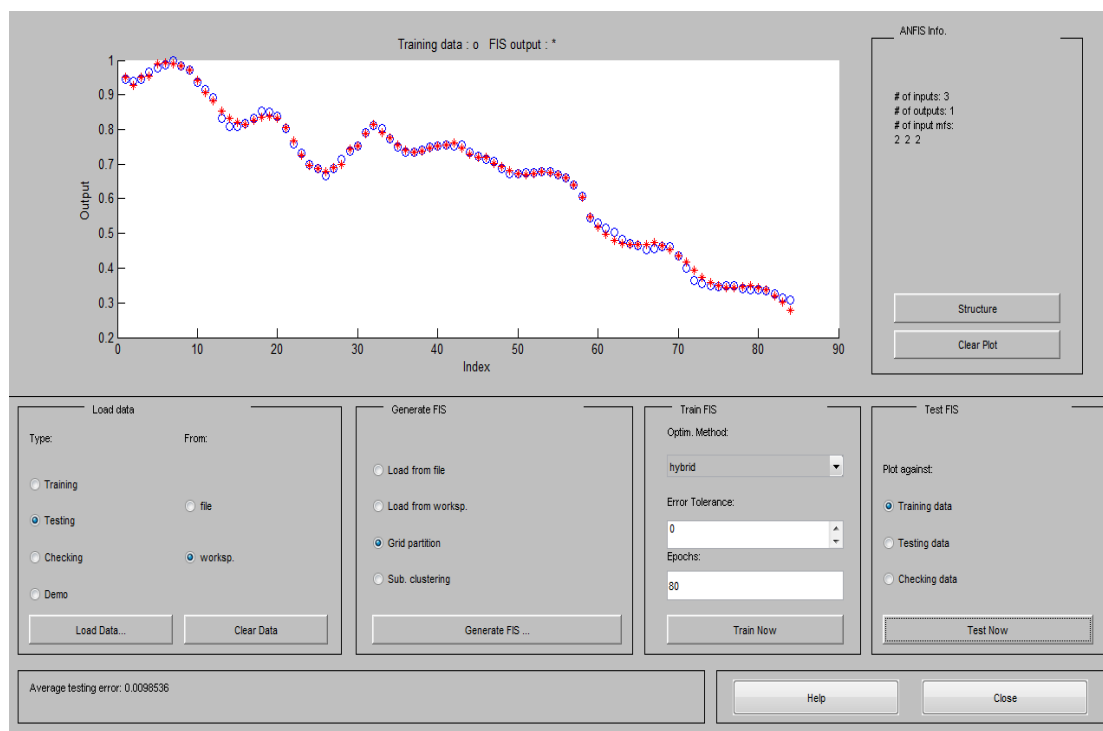 Training data : o   FIS output : *
1
0.9
0.8
0.7
0.6
0.5
0.4
0.3
0.2
Output
0 10 20 30 40 50 60 70 80 90
Index
ANFIS Info.
# of inputs: 3
# of outputs: 1
# of input mfs:
2 2 2
Structure
Clear Plot
Load data
Type:
From:
Training
file
Testing
Checking
worksp.
Demo
Load Data...
Clear Data
Generate FIS
Load from file
Load from worksp.
Grid partition
Sub. clustering
Generate FIS ...
Train FIS
Optim. Method:
hybrid
Error Tolerance:
0
Epochs:
80
Train Now
Test FIS
Plot against:
Training data
Testing data
Checking data
Test Now
Average testing error: 0.0098536
Help
Close